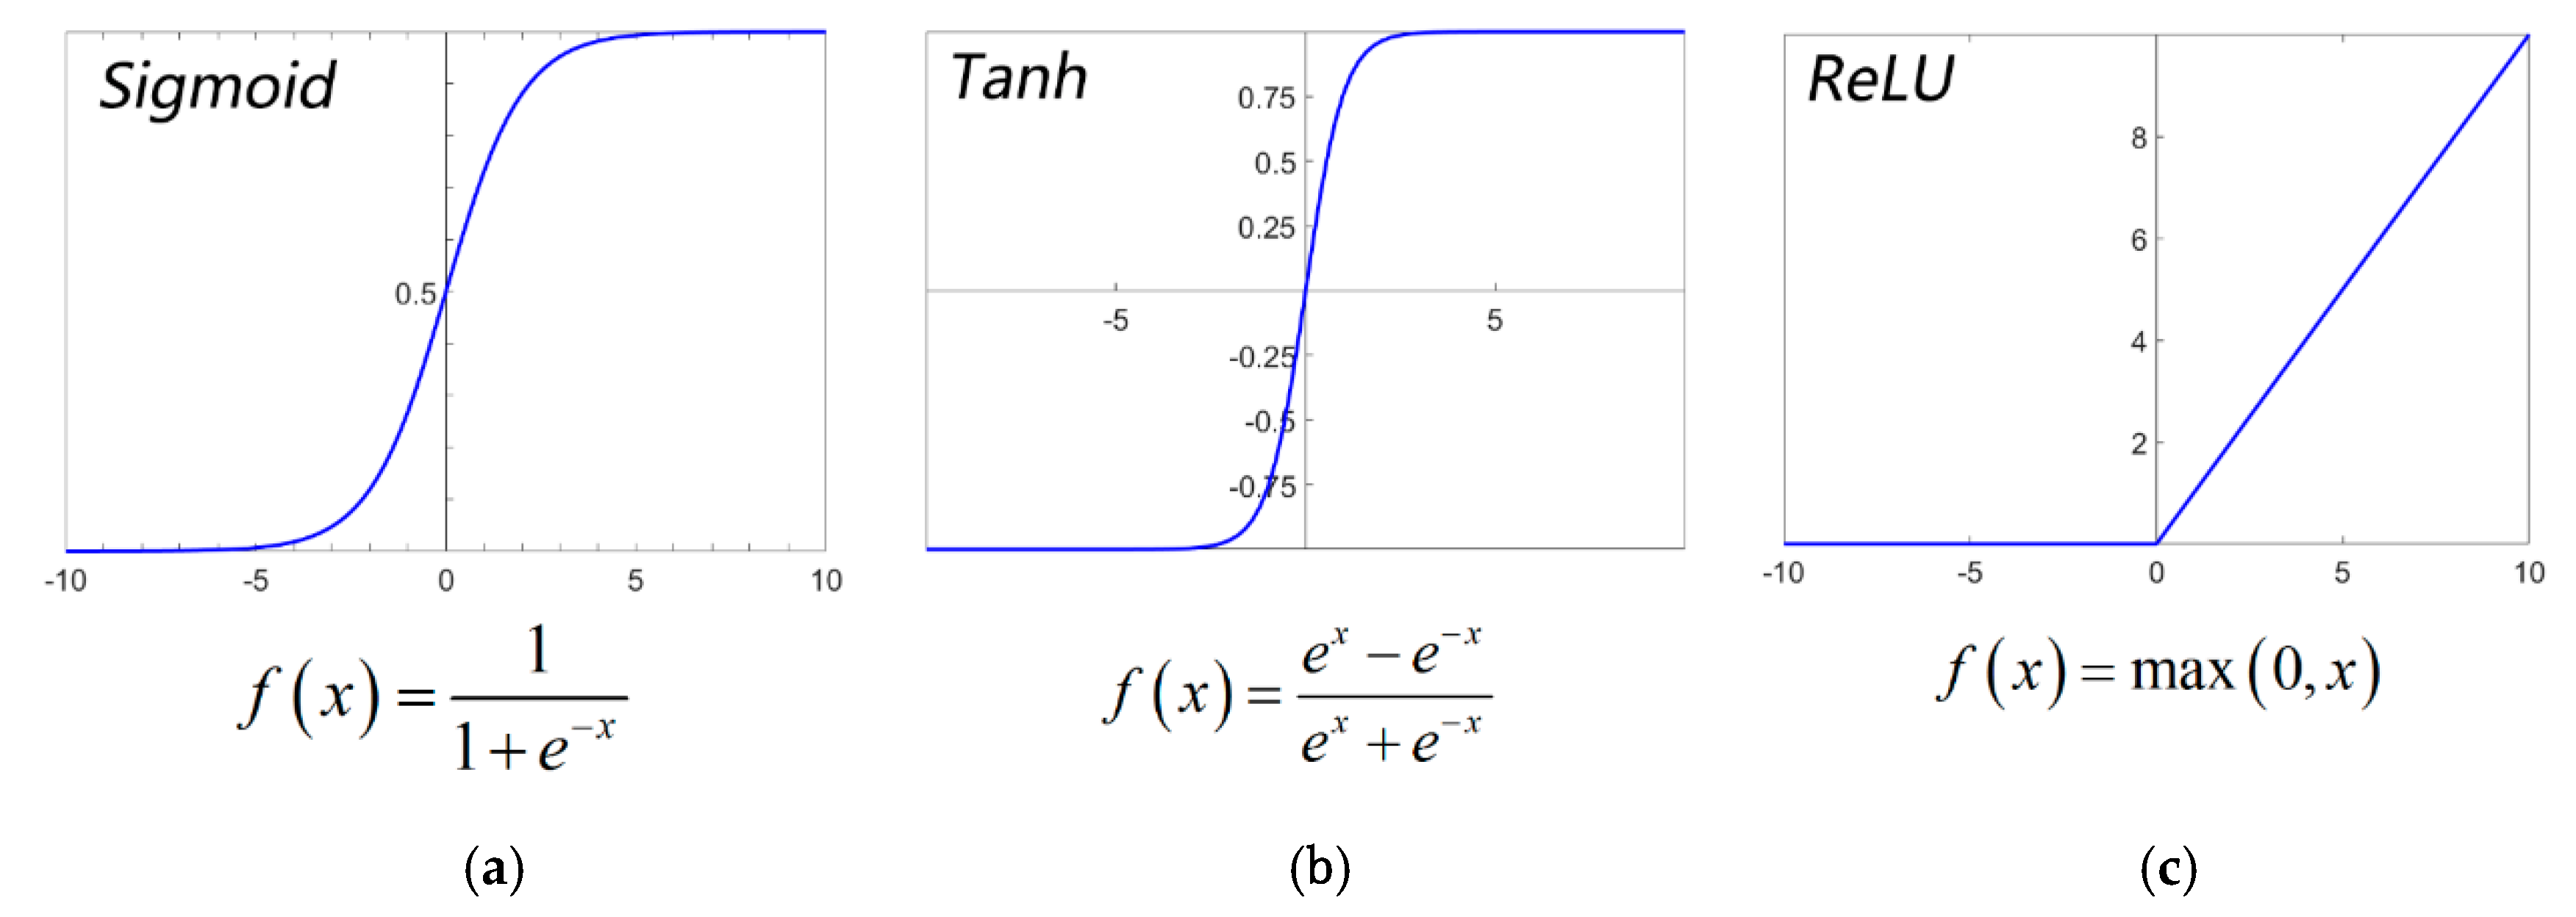 Sigmoid
0.5
-10 -5 0 5 10
f(x) = 1 / (1 + e^{-x})
(a)
Tanh
0.75
0.5
0.25
-5 5
-0.25
-0.5
-0.75
f(x) = (e^x - e^{-x}) / (e^x + e^{-x})
(b)
ReLU
8
6
4
2
-10 -5 0 5 10
f(x) = max(0, x)
(c)